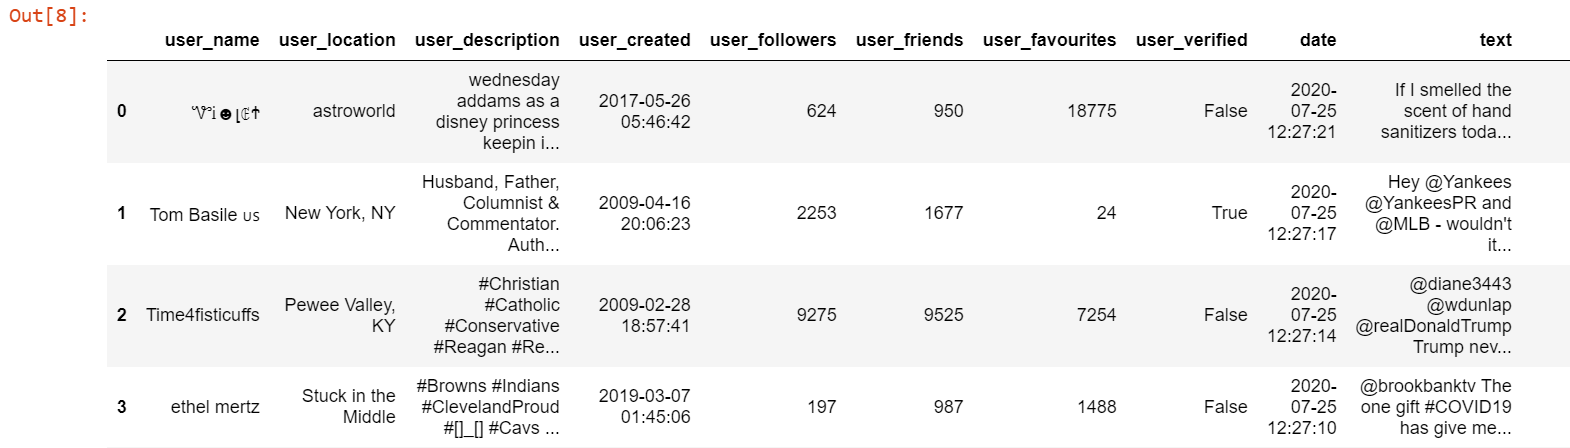 Out[8]:
user_name user_location user_description user_created user_followers user_friends user_favourites user_verified date text
0 astroworld wednesday addams as a disney princess keepin i... 2017-05-26 05:46:42 624 950 18775 False 2020-07-25 12:27:21 If I smelled the scent of hand sanitizers toda...
1 Tom Basile us New York, NY Husband, Father, Columnist & Commentator. Auth... 2009-04-16 20:06:23 2253 1677 24 True 2020-07-25 12:27:17 Hey @Yankees @YankeesPR and @MLB - wouldn't it...
2 Time4fisticuffs Pewee Valley, KY #Christian #Catholic #Conservative #Reagan #Re... 2009-02-28 18:57:41 9275 9525 7254 False 2020-07-25 12:27:14 @diane3443 @wdunlap @realDonaldTrump Trump nev...
3 ethel mertz Stuck in the Middle #Browns #Indians #ClevelandProud #[]_[] #Cavs ... 2019-03-07 01:45:06 197 987 1488 False 2020-07-25 12:27:10 @brookbanktv The one gift #COVID19 has give me...